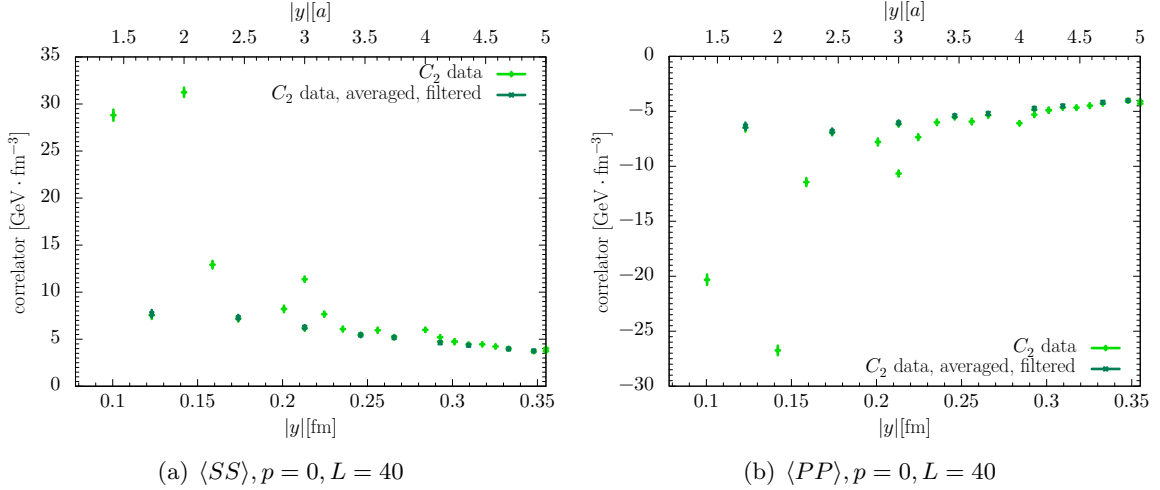 |y|[a]
1.5 2 2.5 3 3.5 4 4.5 5
35
30
25
20
15
10
5
0
correlator [GeV · fm⁻³]
C₂ data
C₂ data, averaged, filtered
0.1 0.15 0.2 0.25 0.3 0.35
|y|[fm]
(a) ⟨SS⟩, p = 0, L = 40
|y|[a]
1.5 2 2.5 3 3.5 4 4.5 5
0
−5
−10
−15
−20
−25
−30
correlator [GeV · fm⁻³]
C₂ data
C₂ data, averaged, filtered
0.1 0.15 0.2 0.25 0.3 0.35
|y|[fm]
(b) ⟨PP⟩, p = 0, L = 40